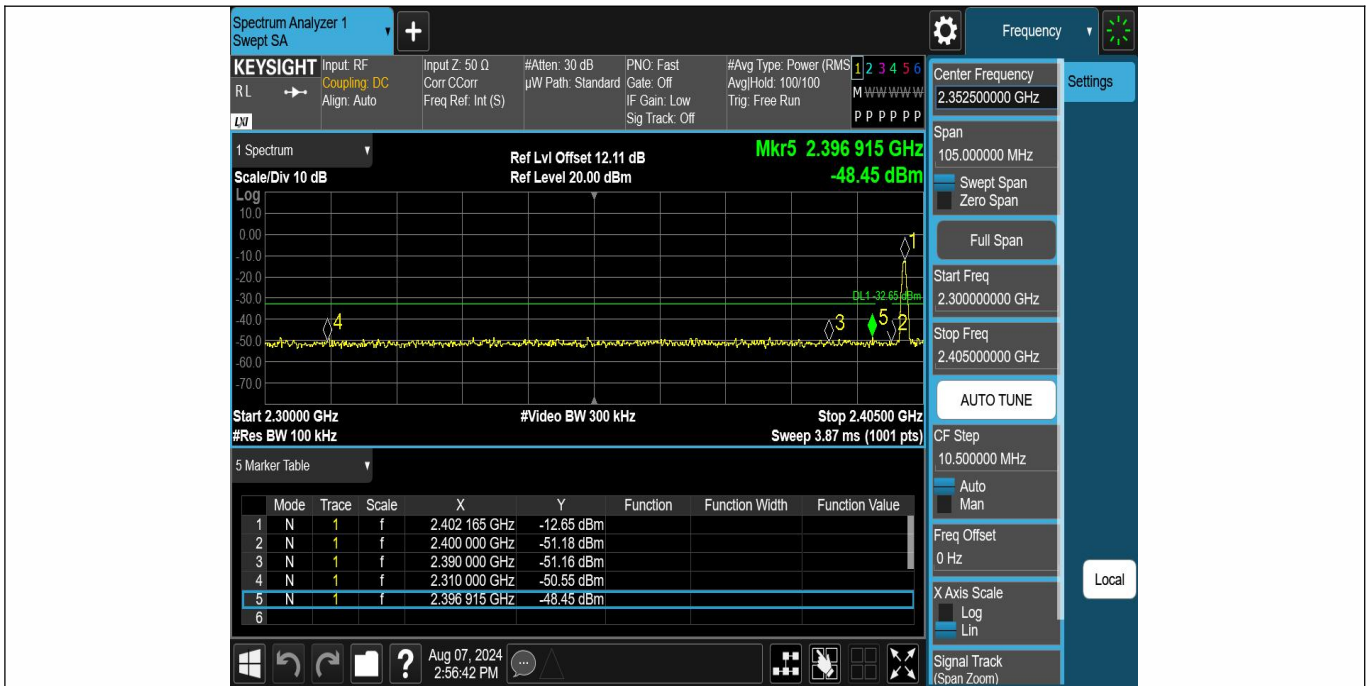 Spectrum Analyzer 1
Swept SA
+
Frequency
KEYSIGHT
RL
LXI
Input: RF
Coupling: DC
Align: Auto
Input Z: 50 Ω
Corr CCorr
Freq Ref: Int (S)
#Atten: 30 dB
µW Path: Standard
PNO: Fast
Gate: Off
IF Gain: Low
Sig Track: Off
#Avg Type: Power (RMS
Avg|Hold: 100/100
Trig: Free Run
1 2 3 4 5 6
M W W W W W
P P P P P P
1 Spectrum
Scale/Div 10 dB
Ref Lvl Offset 12.11 dB
Ref Level 20.00 dBm
Mkr5 2.396 915 GHz
-48.45 dBm
Log
10.0
0.00
-10.0
-20.0
-30.0
-40.0
-50.0
-60.0
-70.0
1
DL1 -32.65 dBm
4
3
5
2
Start 2.30000 GHz
#Video BW 300 kHz
Stop 2.40500 GHz
#Res BW 100 kHz
Sweep 3.87 ms (1001 pts)
5 Marker Table
Mode Trace Scale X Y Function Function Width Function Value
1 N 1 f 2.402 165 GHz -12.65 dBm
2 N 1 f 2.400 000 GHz -51.18 dBm
3 N 1 f 2.390 000 GHz -51.16 dBm
4 N 1 f 2.310 000 GHz -50.55 dBm
5 N 1 f 2.396 915 GHz -48.45 dBm
6
?
Aug 07, 2024
2:56:42 PM
Center Frequency
2.352500000 GHz
Span
105.000000 MHz
Swept Span
Zero Span
Full Span
Start Freq
2.300000000 GHz
Stop Freq
2.405000000 GHz
AUTO TUNE
CF Step
10.500000 MHz
Auto
Man
Freq Offset
0 Hz
X Axis Scale
Log
Lin
Signal Track
(Span Zoom)
Settings
Local